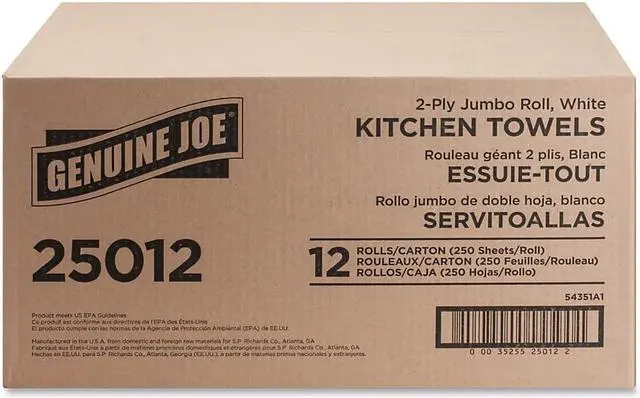 GENUINE JOE
2-Ply Jumbo Roll, White
KITCHEN TOWELS
Rouleau géant 2 plis, Blanc
ESSUIE-TOUT
Rollo jumbo de doble hoja, blanco
SERVITOALLAS
25012
12 ROLLS/CARTON (250 Sheets/Roll)
ROULEAUX/CARTON (250 Feuilles/Rouleau)
ROLLOS/CAJA (250 Hojas/Rollo)
54351A1
Product meets US EPA Guidelines
Ce produit est conforme aux directives de l'EPA des États-Unis
El producto cumple con las normas de la Agencia de Protección Ambiental (EPA) de EE.UU.
Manufactured in the U.S.A. from domestic and foreign raw materials for S.P. Richards Co., Atlanta, GA
Fabriqué aux États-Unis à partir de matières premières domestiques et étrangères pour S.P. Richards Co., Atlanta, GA
Hechas en EE.UU. para S.P. Richards Co., Atlanta, Georgia (EE.UU.), a partir de materias primas nacionales y extranjeras.
0 00 35255 25012 2